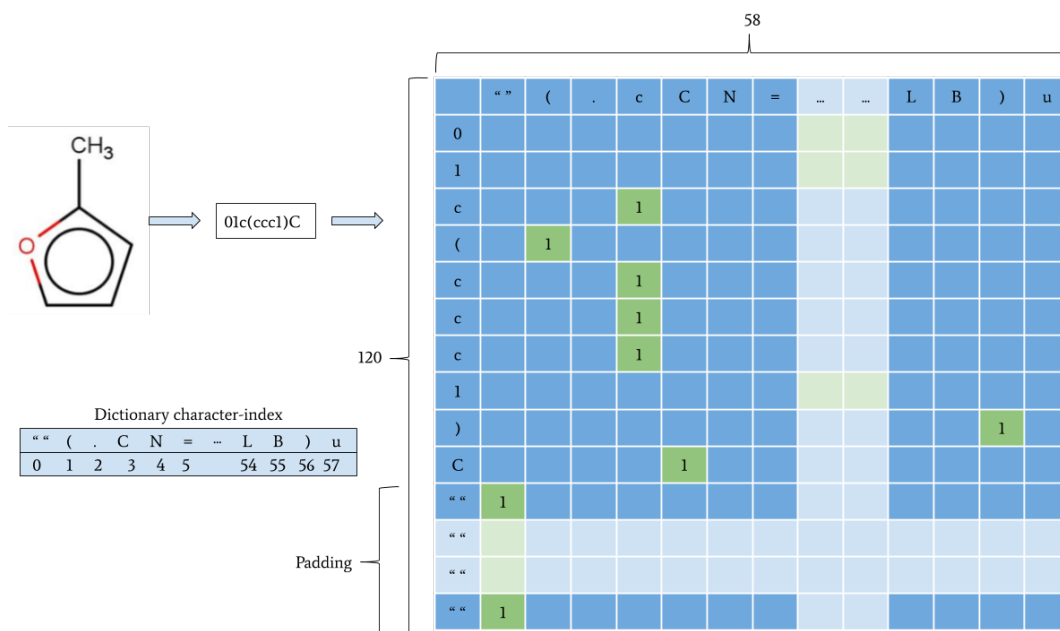 58
“ ” ( . c C N = ... ... L B ) u
CH₃
O
01c(ccc1)C
120
0
1
c 1
( 1
c 1
c 1
c 1
1
) 1
C 1
“ “ 1
“ “
“ “
“ “ 1
Dictionary character-index
“ “ ( . C N = ... L B ) u
0 1 2 3 4 5 54 55 56 57
Padding